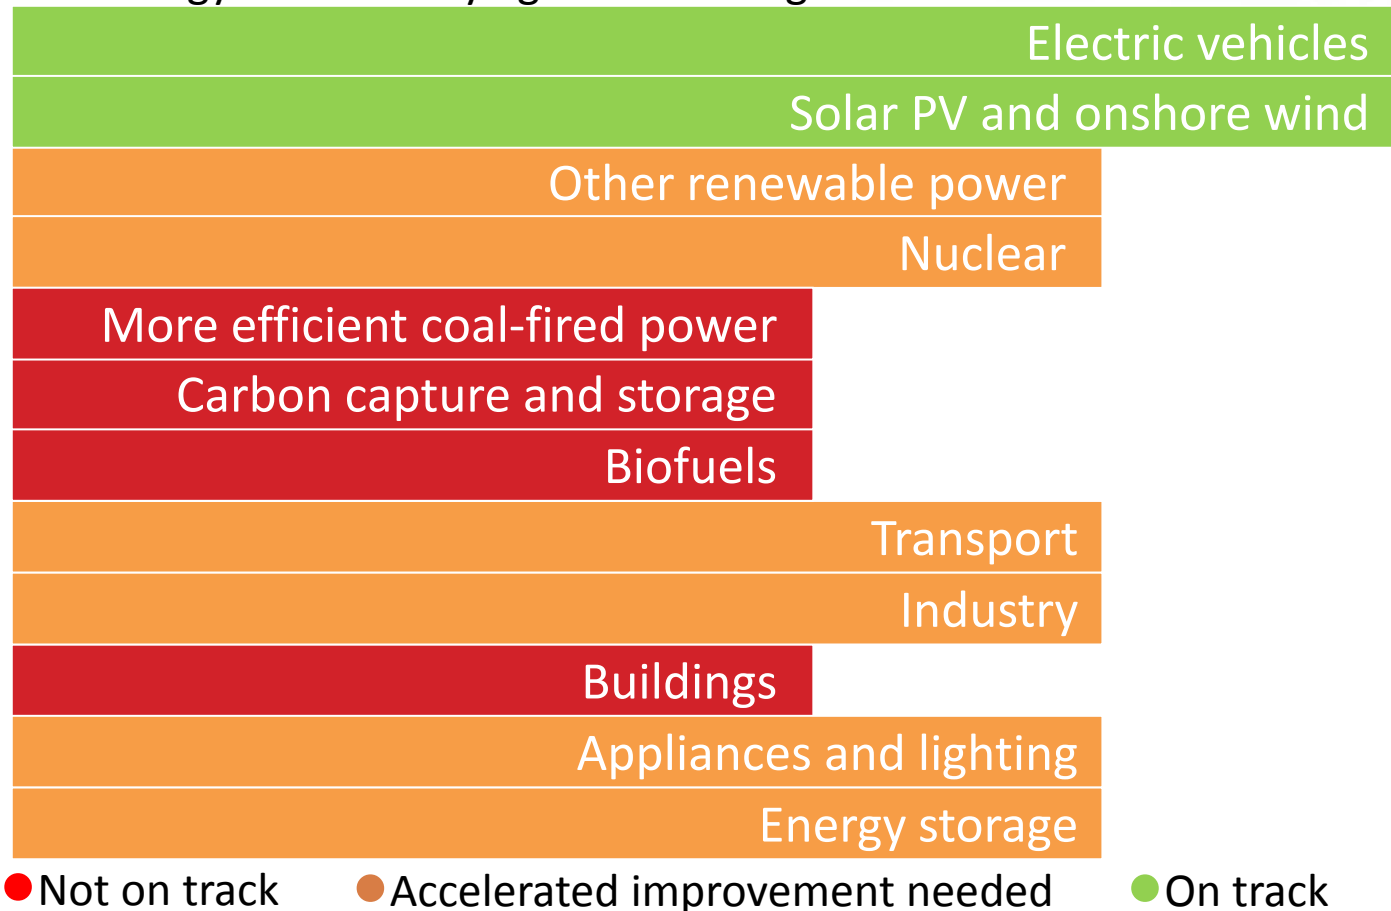 Electric vehicles
Solar PV and onshore wind
Other renewable power
Nuclear
More efficient coal-fired power
Carbon capture and storage
Biofuels
Transport
Industry
Buildings
Appliances and lighting
Energy storage
Not on track Accelerated improvement needed On track